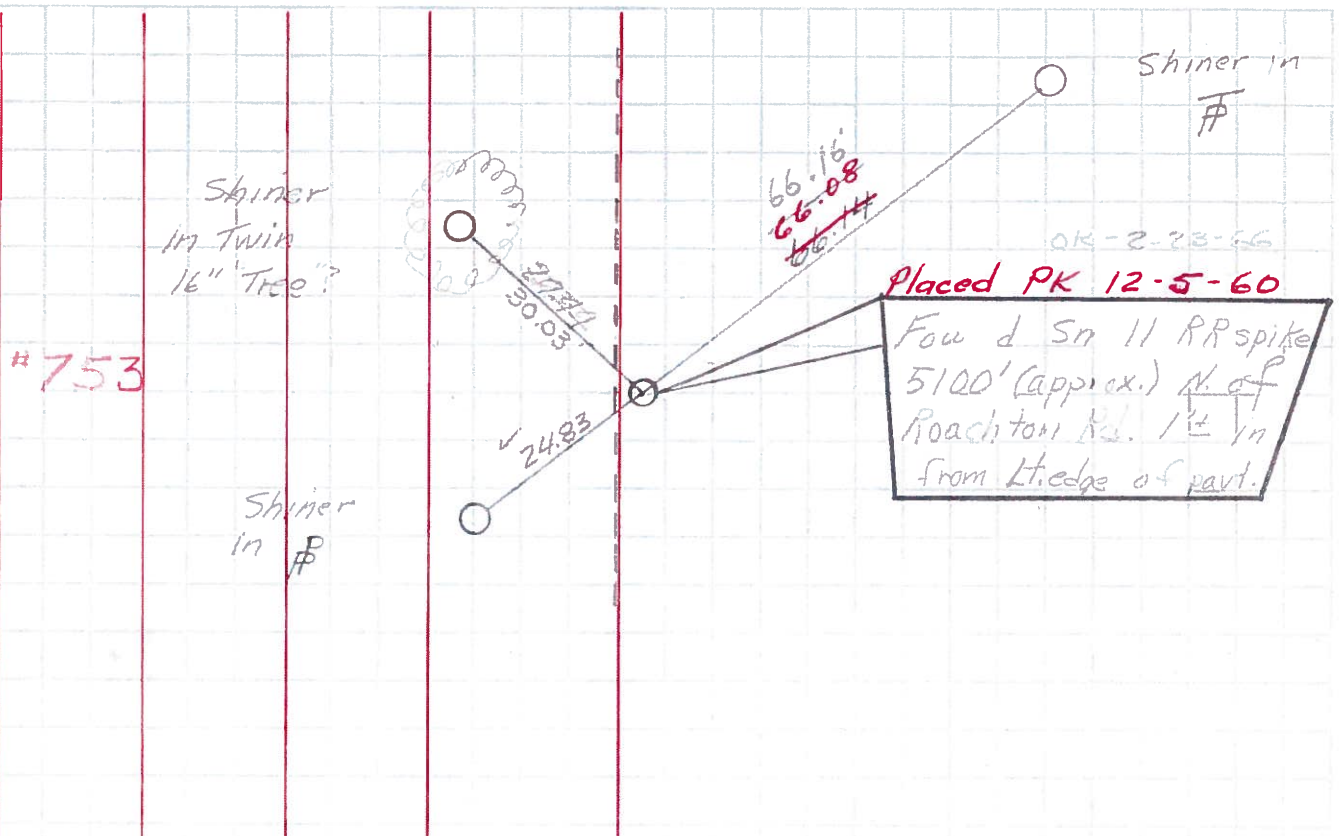 Shiner in
Shiner
in Twin
16" "Tree"?
66.16
66.08
66.14
OK-2-23-66
Placed PK 12-5-60
30.03
Fou d Sm ll RR spike
5100' (approx.) N. of
Roachton Rd. 1'± in
from Lt. edge of pavt.
#753
✓ 24.83
Shiner
in